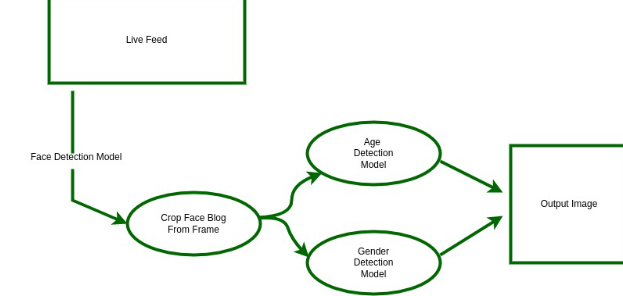 Live Feed
Face Detection Model
Crop Face Blog
From Frame
Age
Detection
Model
Gender
Detection
Model
Output Image